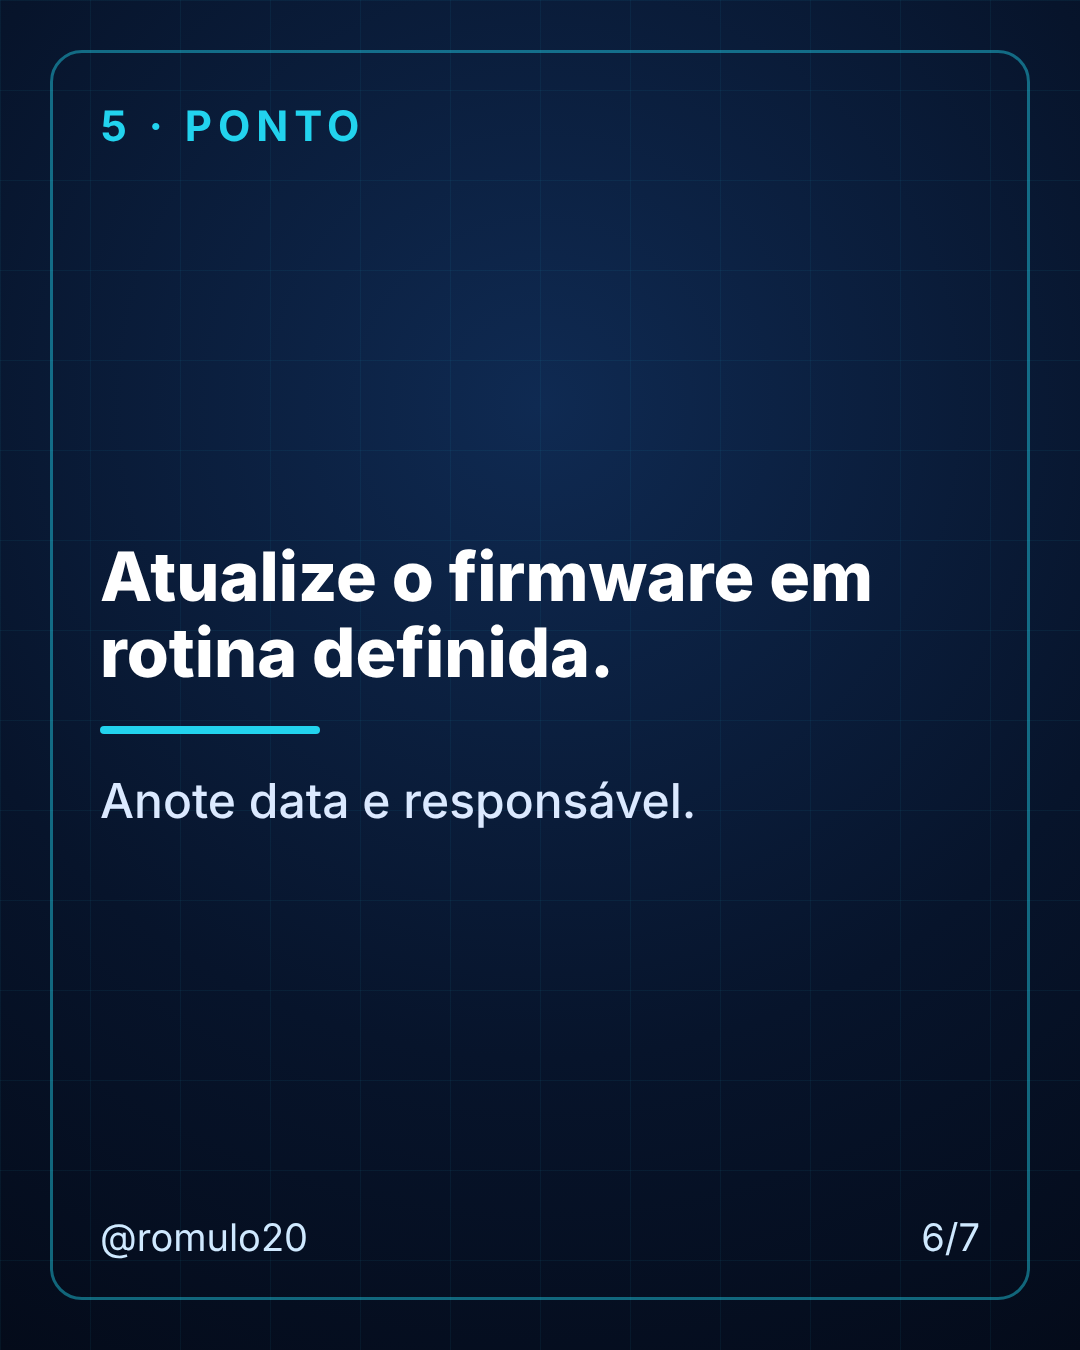 5 · PONTO
Atualize o firmware em
rotina definida.
Anote data e responsável.
@romulo20
6/7